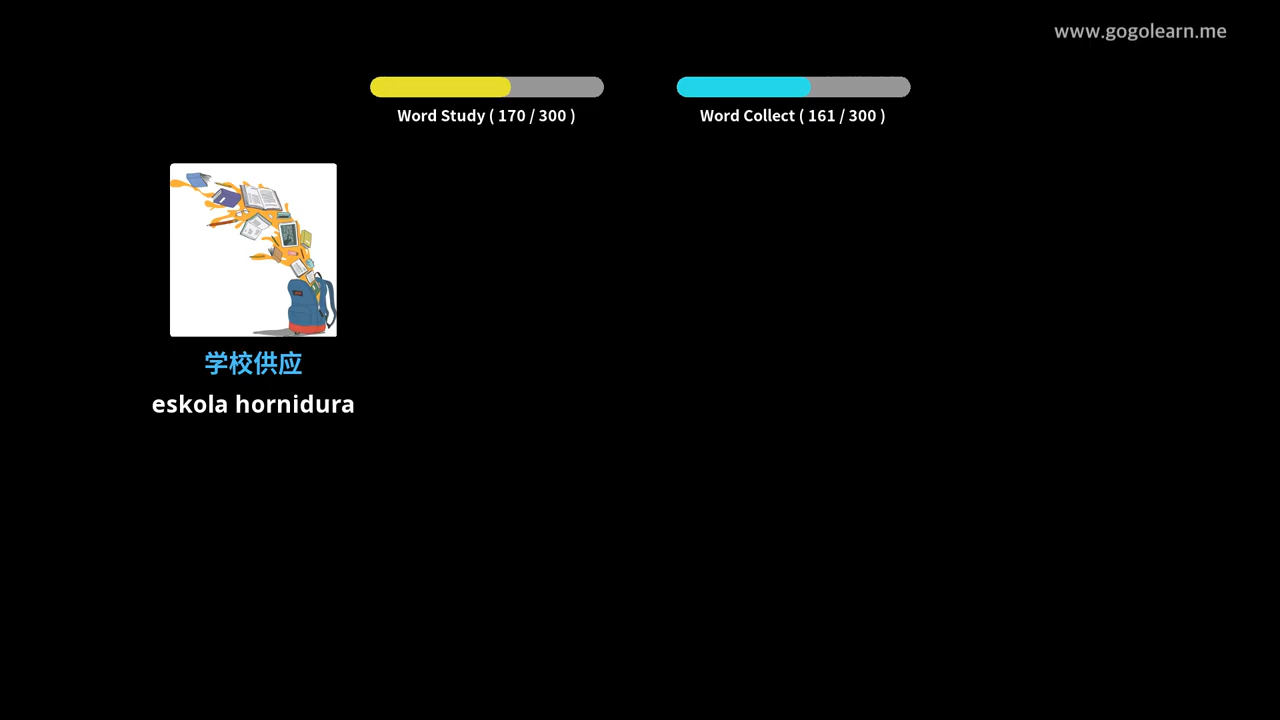 www.gogolearn.me
Word Study ( 170 / 300 )
Word Collect ( 161 / 300 )
学校供应
eskola hornidura